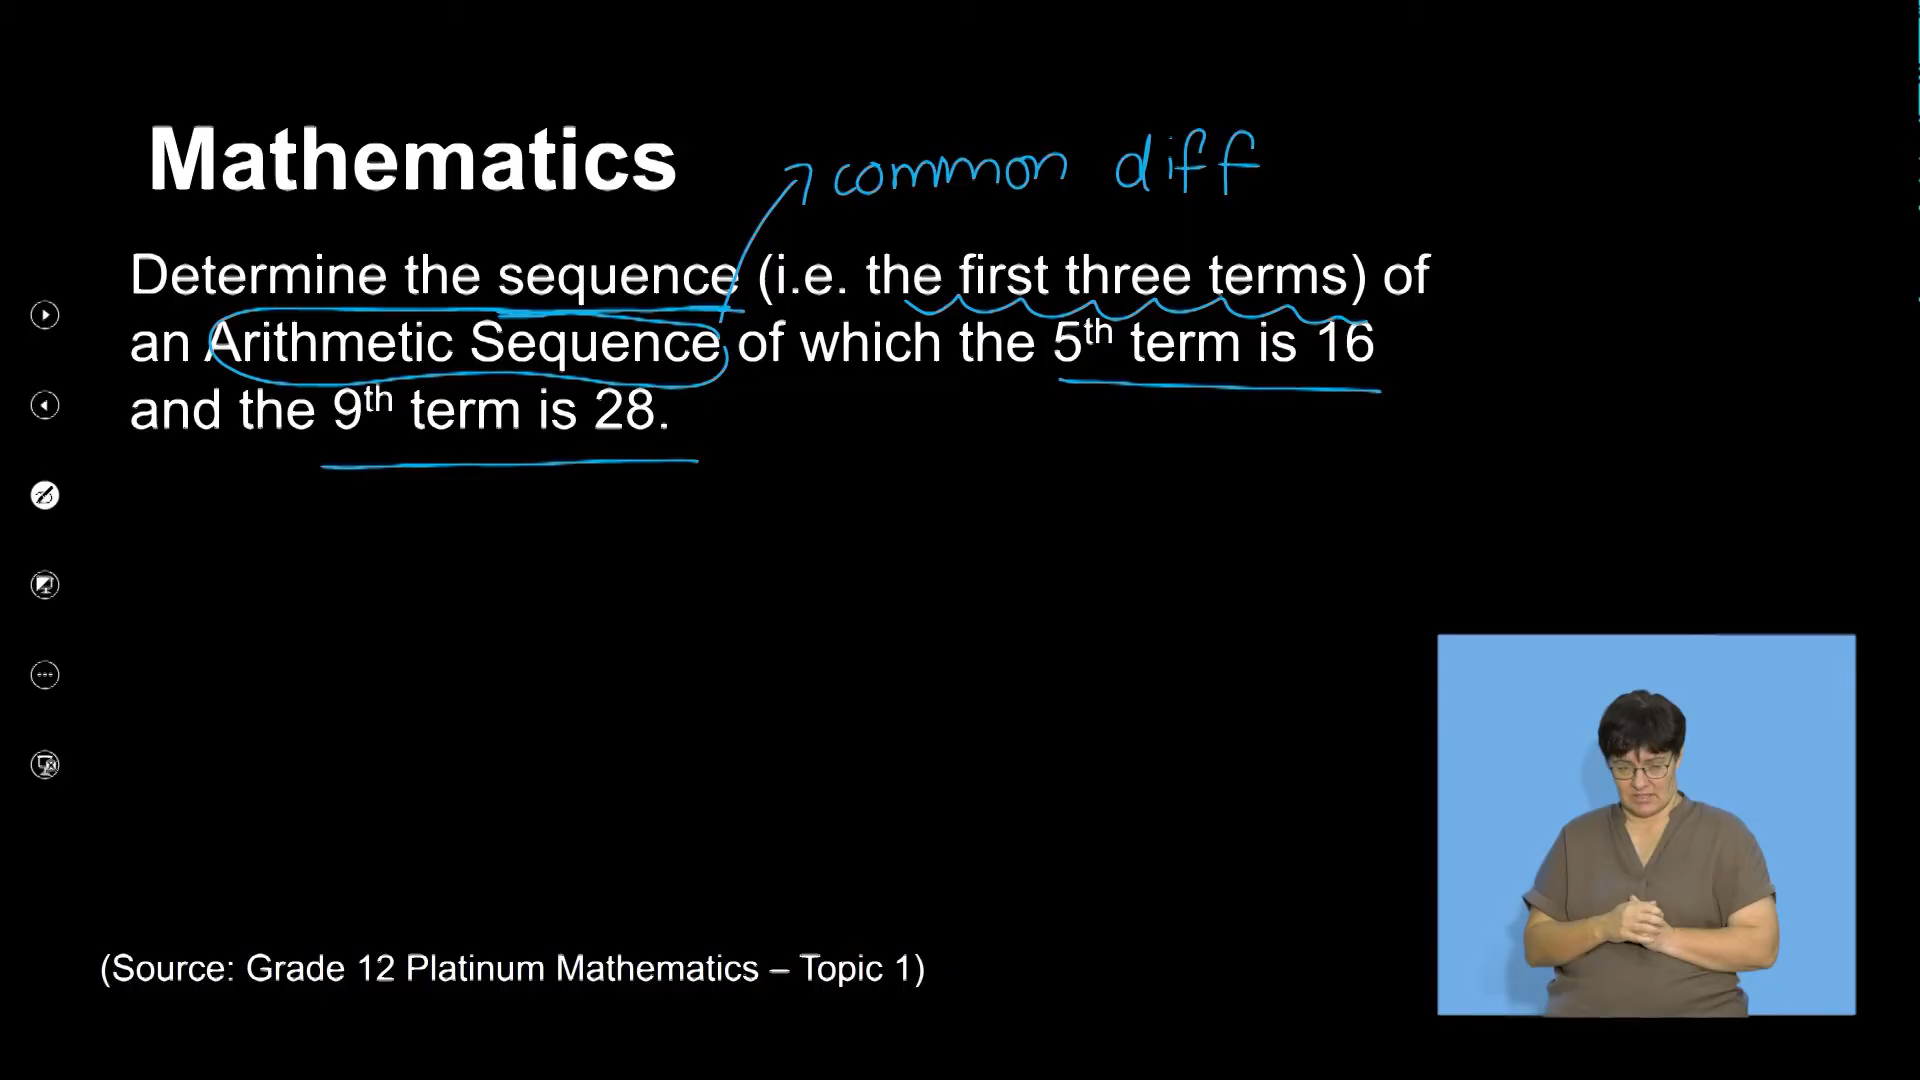 Mathematics
common diff
Determine the sequence (i.e. the first three terms) of
an Arithmetic Sequence of which the 5th term is 16
and the 9th term is 28.
(Source: Grade 12 Platinum Mathematics – Topic 1)